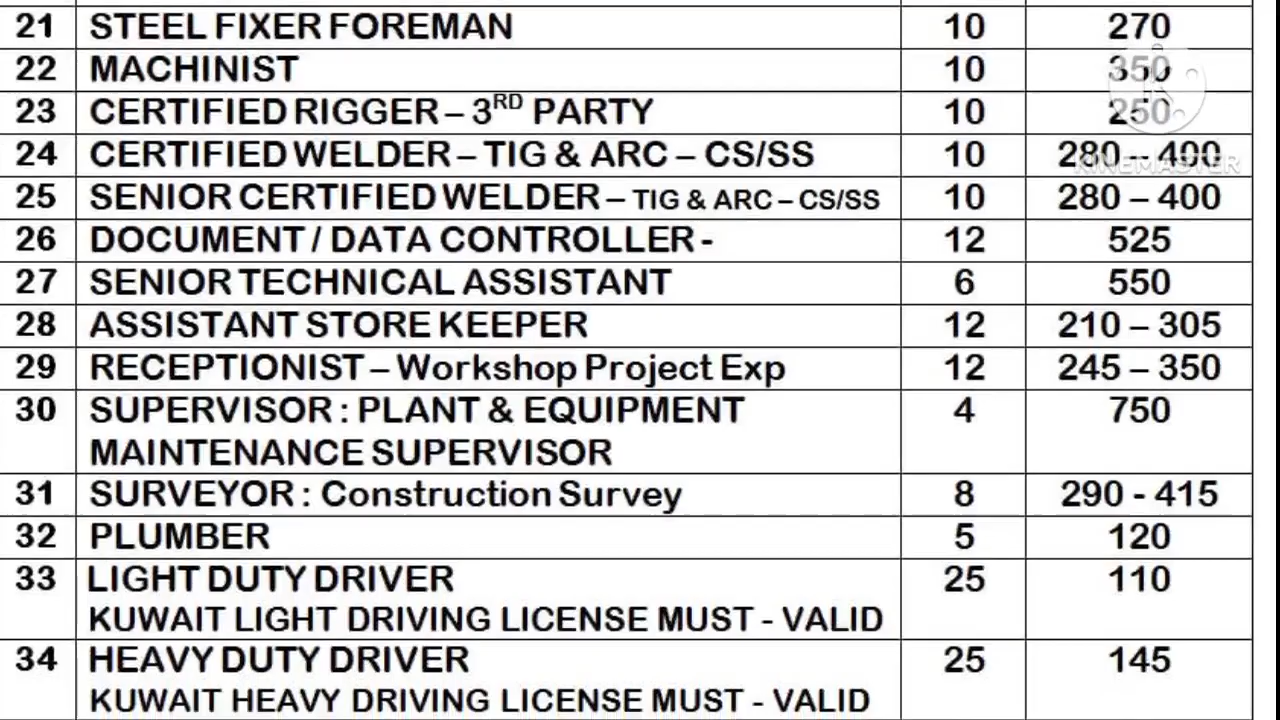 21 STEEL FIXER FOREMAN 10 270
22 MACHINIST 10 350
23 CERTIFIED RIGGER – 3RD PARTY 10 250
24 CERTIFIED WELDER – TIG & ARC – CS/SS 10 280 – 400
KINEMASTER
25 SENIOR CERTIFIED WELDER – TIG & ARC – CS/SS 10 280 – 400
26 DOCUMENT / DATA CONTROLLER - 12 525
27 SENIOR TECHNICAL ASSISTANT 6 550
28 ASSISTANT STORE KEEPER 12 210 – 305
29 RECEPTIONIST – Workshop Project Exp 12 245 – 350
30 SUPERVISOR : PLANT & EQUIPMENT 4 750
MAINTENANCE SUPERVISOR
31 SURVEYOR : Construction Survey 8 290 - 415
32 PLUMBER 5 120
33 LIGHT DUTY DRIVER 25 110
KUWAIT LIGHT DRIVING LICENSE MUST - VALID
34 HEAVY DUTY DRIVER 25 145
KUWAIT HEAVY DRIVING LICENSE MUST - VALID